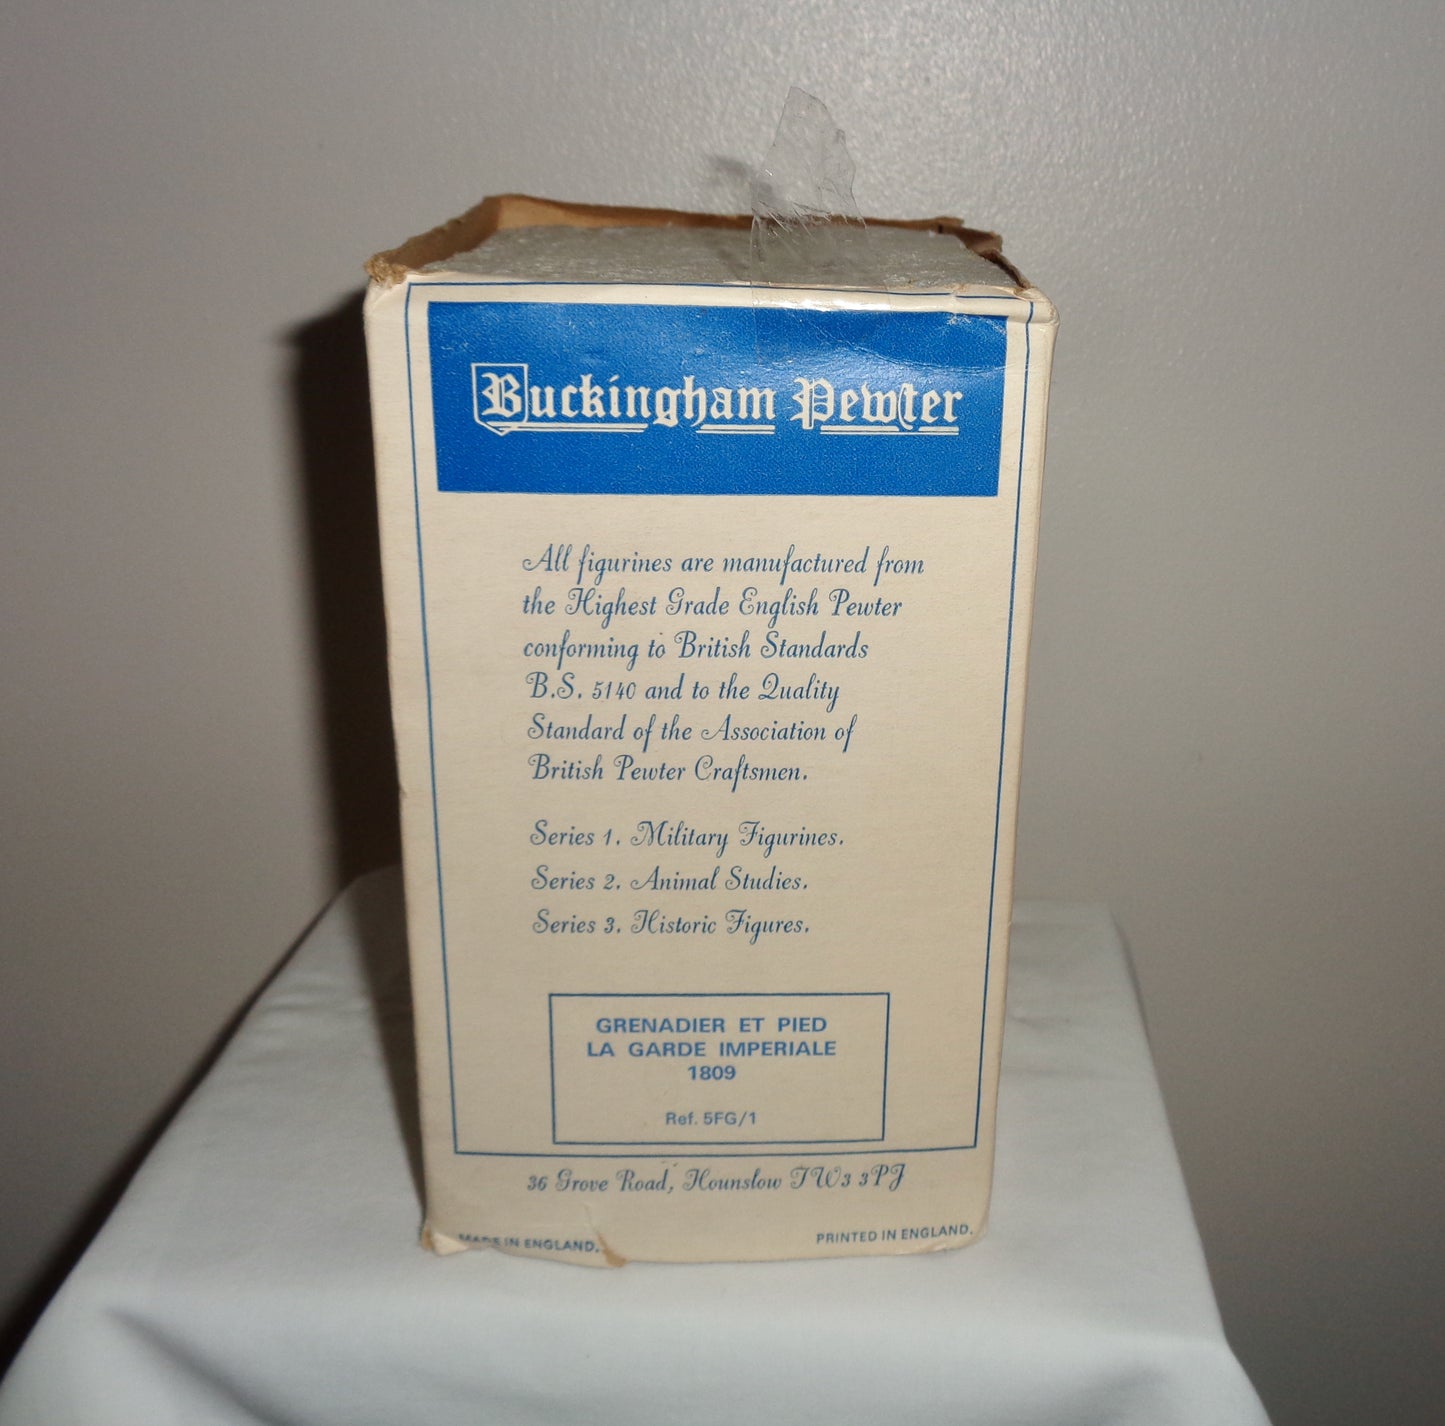 Buckingham Pewter
All figurines are manufactured from
the Highest Grade English Pewter
conforming to British Standards
B.S. 5140 and to the Quality
Standard of the Association of
British Pewter Craftsmen.
Series 1. Military Figurines.
Series 2. Animal Studies.
Series 3. Historic Figures.
GRENADIER ET PIED
LA GARDE IMPERIALE
1809
Ref. 5FG/1
36 Grove Road, Hounslow TW3 3PJ
MADE IN ENGLAND.
PRINTED IN ENGLAND.